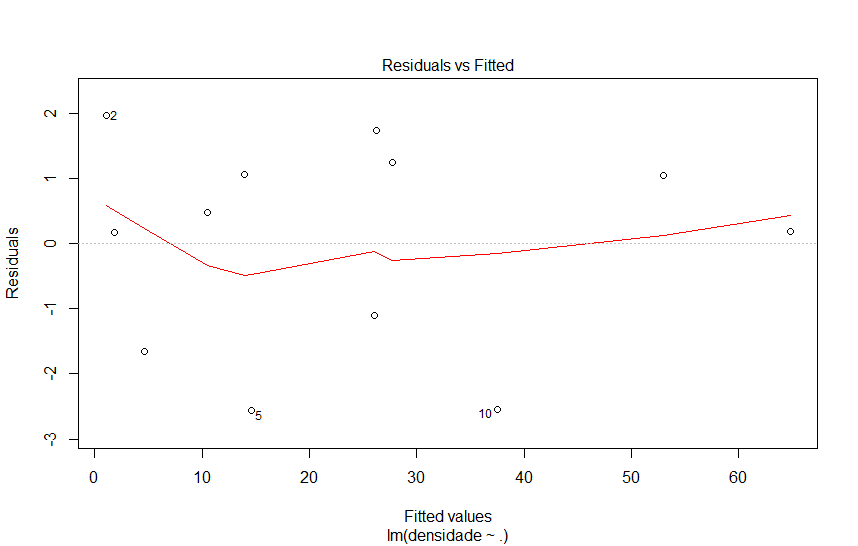 Residuals vs Fitted
2
1
0
-1
-2
-3
Residuals
2
5
10
0 10 20 30 40 50 60
Fitted values
lm(densidade ~ .)